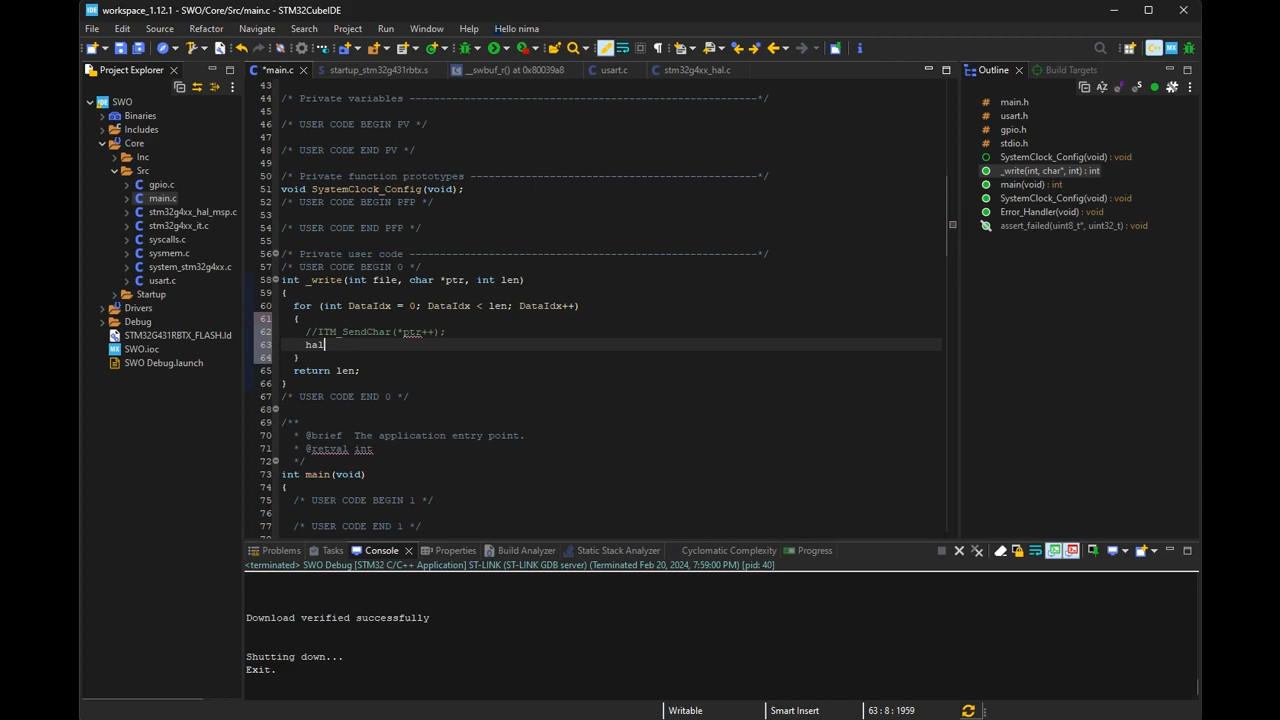 IDE workspace_1.12.1 - SWO/Core/Src/main.c - STM32CubeIDE
File Edit Source Refactor Navigate Search Project Run Window Help Hello nima
Project Explorer
SWO
Binaries
Includes
Core
Inc
Src
gpio.c
main.c
stm32g4xx_hal_msp.c
stm32g4xx_it.c
syscalls.c
sysmem.c
system_stm32g4xx.c
usart.c
Startup
Drivers
Debug
STM32G431RBTX_FLASH.ld
SWO.ioc
SWO Debug.launch
*main.c startup_stm32g431rbtx.s __swbuf_r() at 0x80039a8 usart.c stm32g4xx_hal.c
43
44 /* Private variables ---------------------------------------------------------*/
45
46 /* USER CODE BEGIN PV */
47
48 /* USER CODE END PV */
49
50 /* Private function prototypes -----------------------------------------------*/
51 void SystemClock_Config(void);
52 /* USER CODE BEGIN PFP */
53
54 /* USER CODE END PFP */
55
56 /* Private user code ---------------------------------------------------------*/
57 /* USER CODE BEGIN 0 */
58 int _write(int file, char *ptr, int len)
59 {
60 for (int DataIdx = 0; DataIdx < len; DataIdx++)
61 {
62 //ITM_SendChar(*ptr++);
63 hal
64 }
65 return len;
66 }
67 /* USER CODE END 0 */
68
69 /**
70 * @brief The application entry point.
71 * @retval int
72 */
73 int main(void)
74 {
75 /* USER CODE BEGIN 1 */
76
77 /* USER CODE END 1 */
Outline Build Targets
main.h
usart.h
gpio.h
stdio.h
SystemClock_Config(void) : void
_write(int, char*, int) : int
main(void) : int
SystemClock_Config(void) : void
Error_Handler(void) : void
assert_failed(uint8_t*, uint32_t) : void
Problems Tasks Console Properties Build Analyzer Static Stack Analyzer Cyclomatic Complexity Progress
<terminated> SWO Debug [STM32 C/C++ Application] ST-LINK (ST-LINK GDB server) (Terminated Feb 20, 2024, 7:59:00 PM) [pid: 40]
Download verified successfully
Shutting down...
Exit.
Writable Smart Insert 63 : 8 : 1959